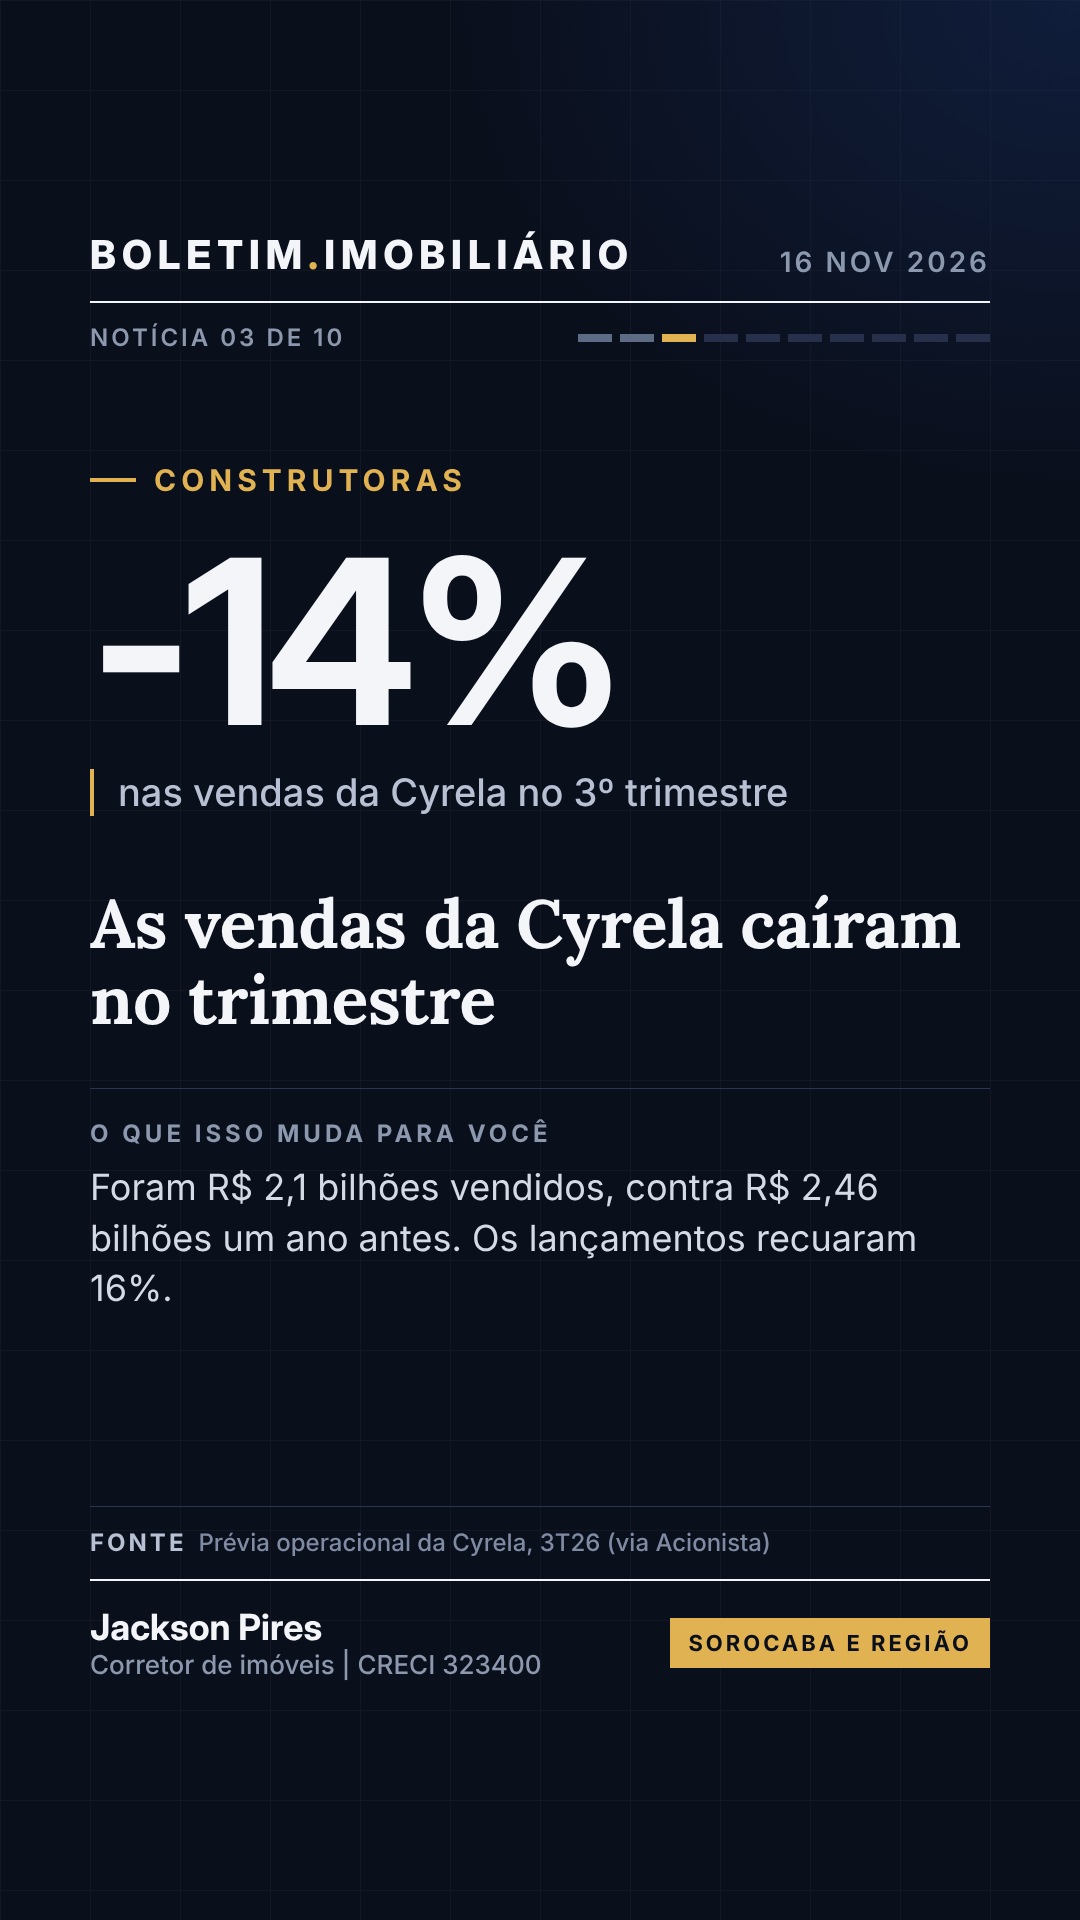 BOLETIM.IMOBILIÁRIO
16 NOV 2026
NOTÍCIA 03 DE 10
CONSTRUTORAS
-14%
nas vendas da Cyrela no 3º trimestre
As vendas da Cyrela caíram
no trimestre
O QUE ISSO MUDA PARA VOCÊ
Foram R$ 2,1 bilhões vendidos, contra R$ 2,46
bilhões um ano antes. Os lançamentos recuaram
16%.
FONTE Prévia operacional da Cyrela, 3T26 (via Acionista)
Jackson Pires
Corretor de imóveis | CRECI 323400
SOROCABA E REGIÃO